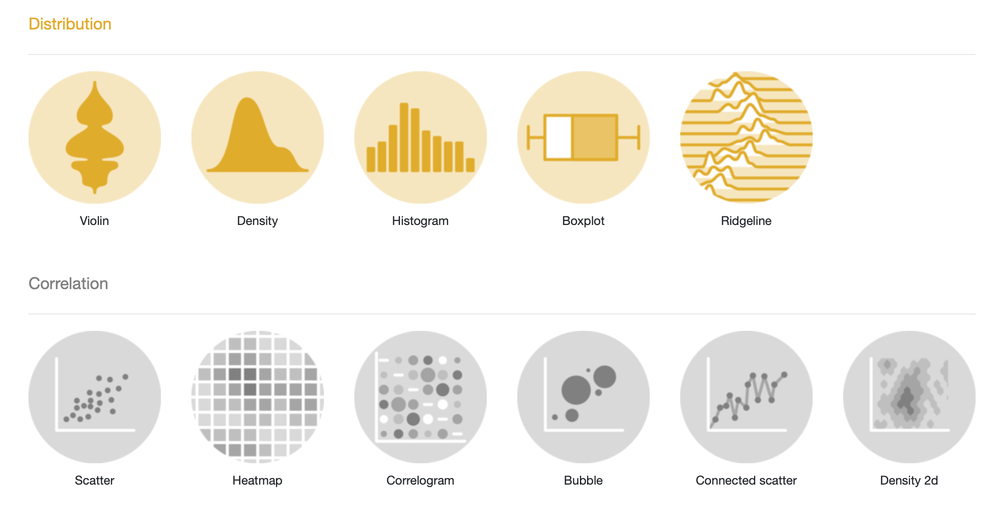 Distribution
Violin
Density
Histogram
Boxplot
Ridgeline
Correlation
Scatter
Heatmap
Correlogram
Bubble
Connected scatter
Density 2d